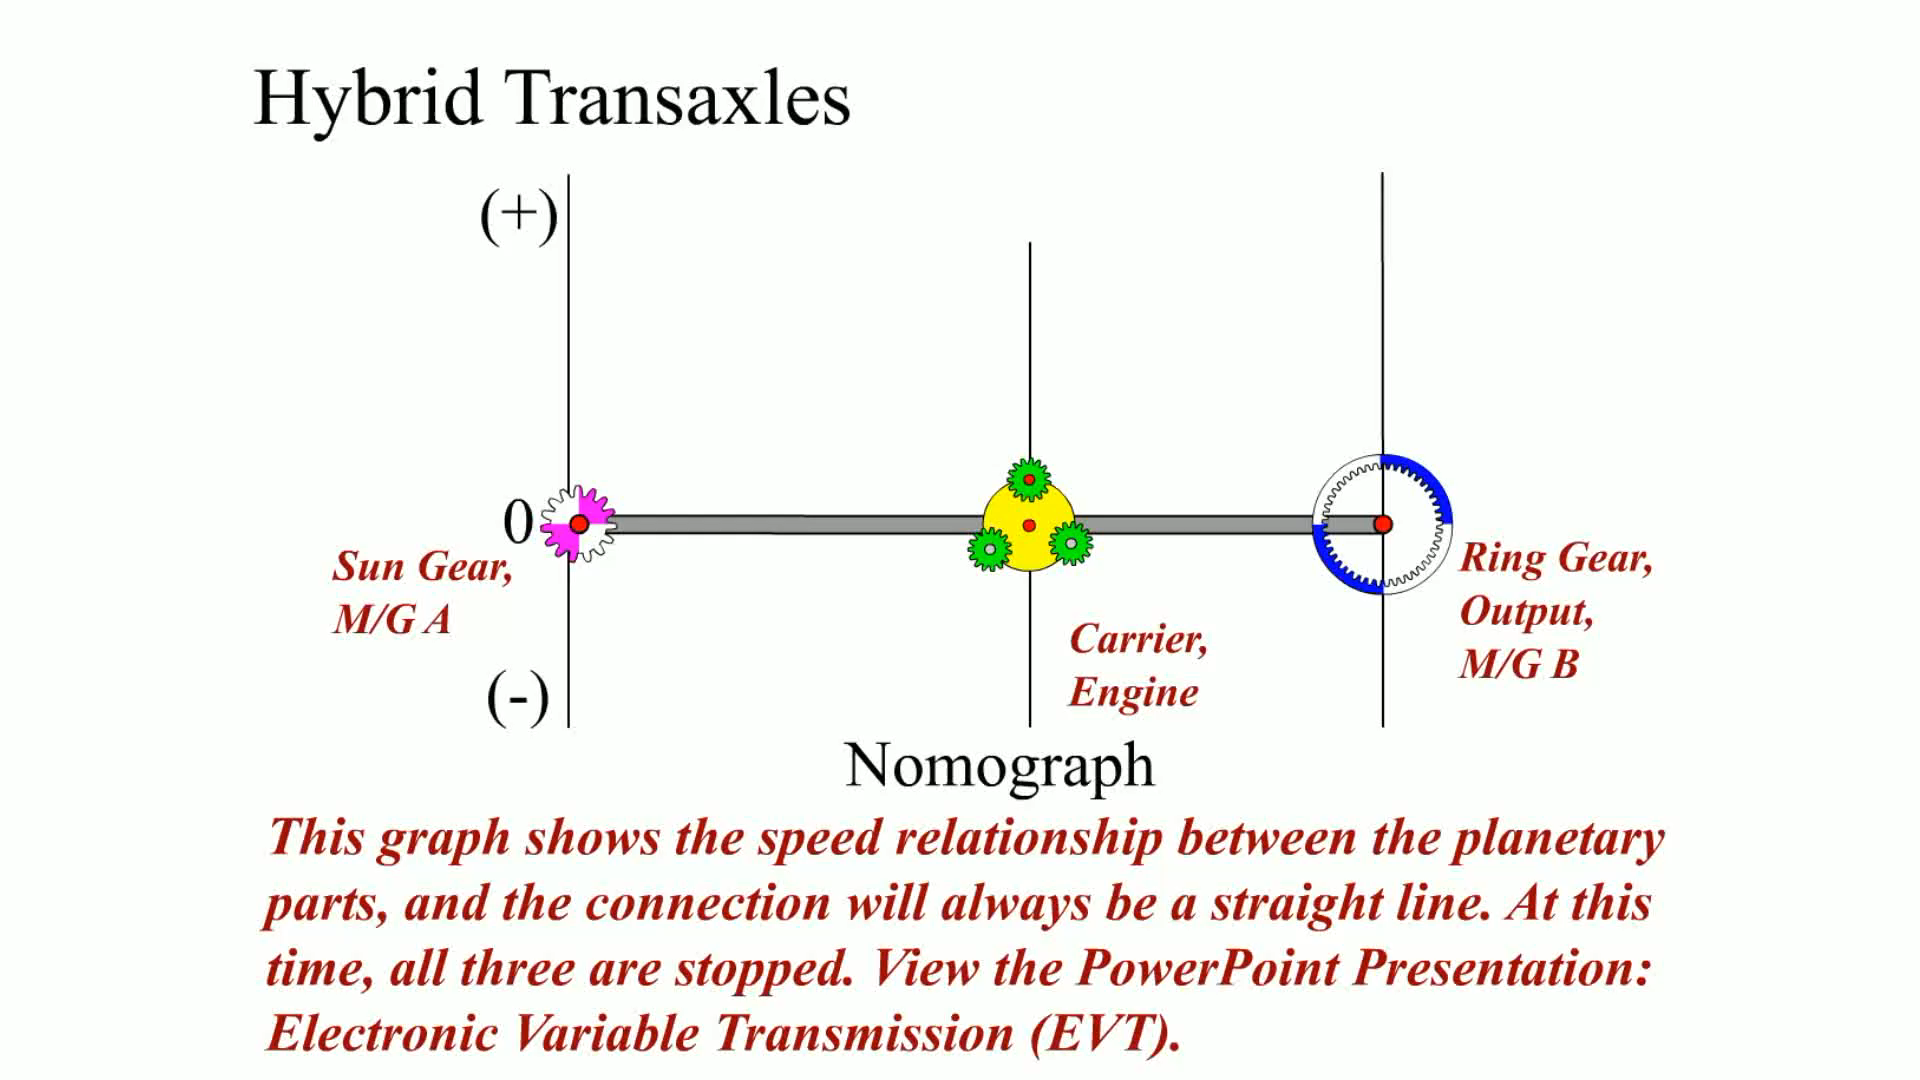 Hybrid Transaxles
(+)
0
Sun Gear,
M/G A
(-)
Carrier,
Engine
Ring Gear,
Output,
M/G B
Nomograph
This graph shows the speed relationship between the planetary
parts, and the connection will always be a straight line. At this
time, all three are stopped. View the PowerPoint Presentation:
Electronic Variable Transmission (EVT).